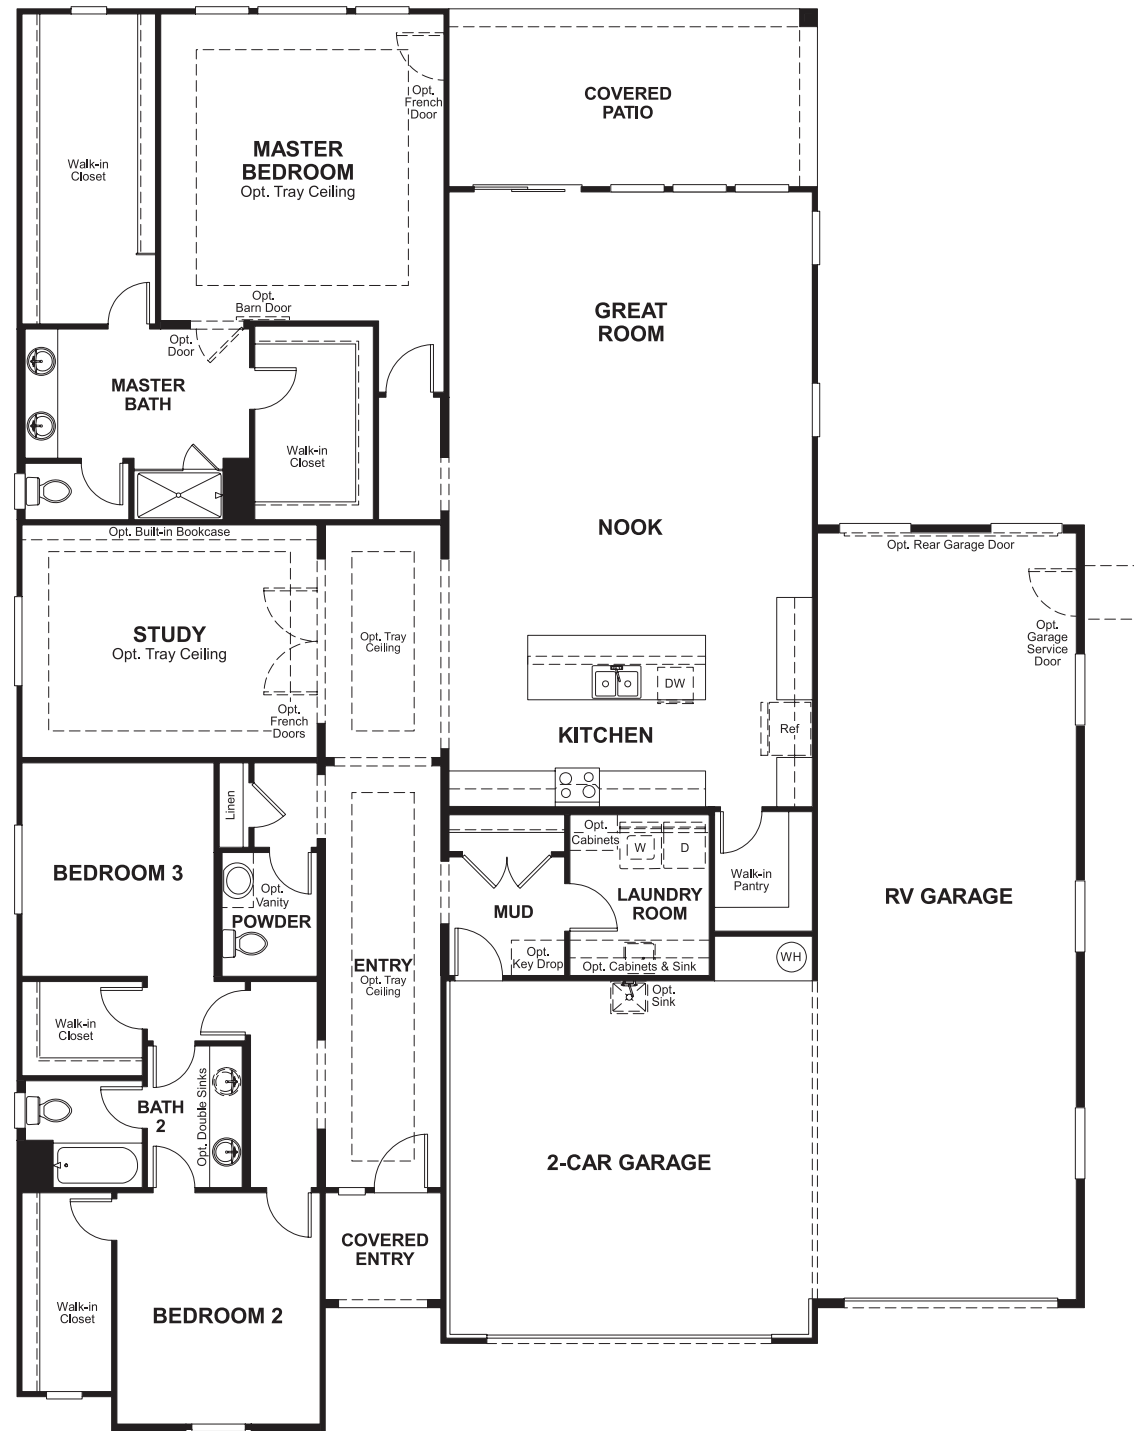 Opt.
French
Door
COVERED
PATIO
MASTER
BEDROOM
Opt. Tray Ceiling
Walk-in
Closet
Opt.
Barn Door
Opt.
Door
GREAT
ROOM
MASTER
BATH
Walk-in
Closet
NOOK
Opt. Built-in Bookcase
Opt. Rear Garage Door
STUDY
Opt. Tray Ceiling
Opt. Tray
Ceiling
Opt.
Garage
Service
Door
DW
Opt.
French
Doors
KITCHEN
Ref
Linen
Opt.
Cabinets
W
D
BEDROOM 3
Opt.
Vanity
POWDER
MUD
LAUNDRY
ROOM
Walk-in
Pantry
RV GARAGE
ENTRY
Opt. Tray
Ceiling
Opt.
Key Drop
Opt. Cabinets & Sink
WH
Opt.
Sink
Walk-in
Closet
BATH
2
Opt. Double Sinks
2-CAR GARAGE
COVERED
ENTRY
Walk-in
Closet
BEDROOM 2